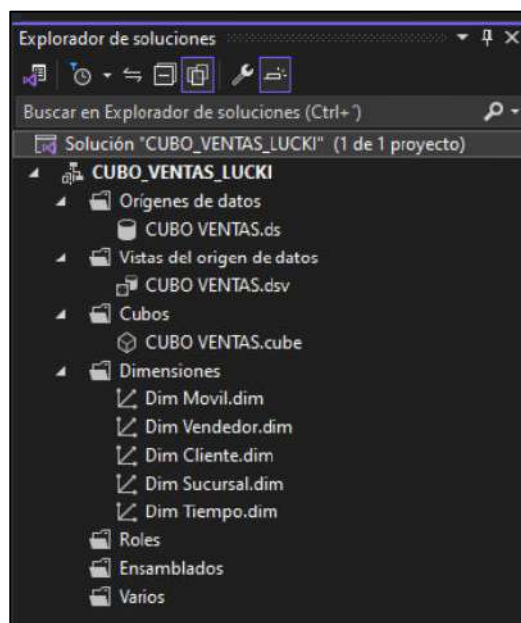 Explorador de soluciones
Buscar en Explorador de soluciones (Ctrl+´)
Solución "CUBO_VENTAS_LUCKI" (1 de 1 proyecto)
CUBO_VENTAS_LUCKI
Orígenes de datos
CUBO VENTAS.ds
Vistas del origen de datos
CUBO VENTAS.dsv
Cubos
CUBO VENTAS.cube
Dimensiones
Dim Movil.dim
Dim Vendedor.dim
Dim Cliente.dim
Dim Sucursal.dim
Dim Tiempo.dim
Roles
Ensamblados
Varios